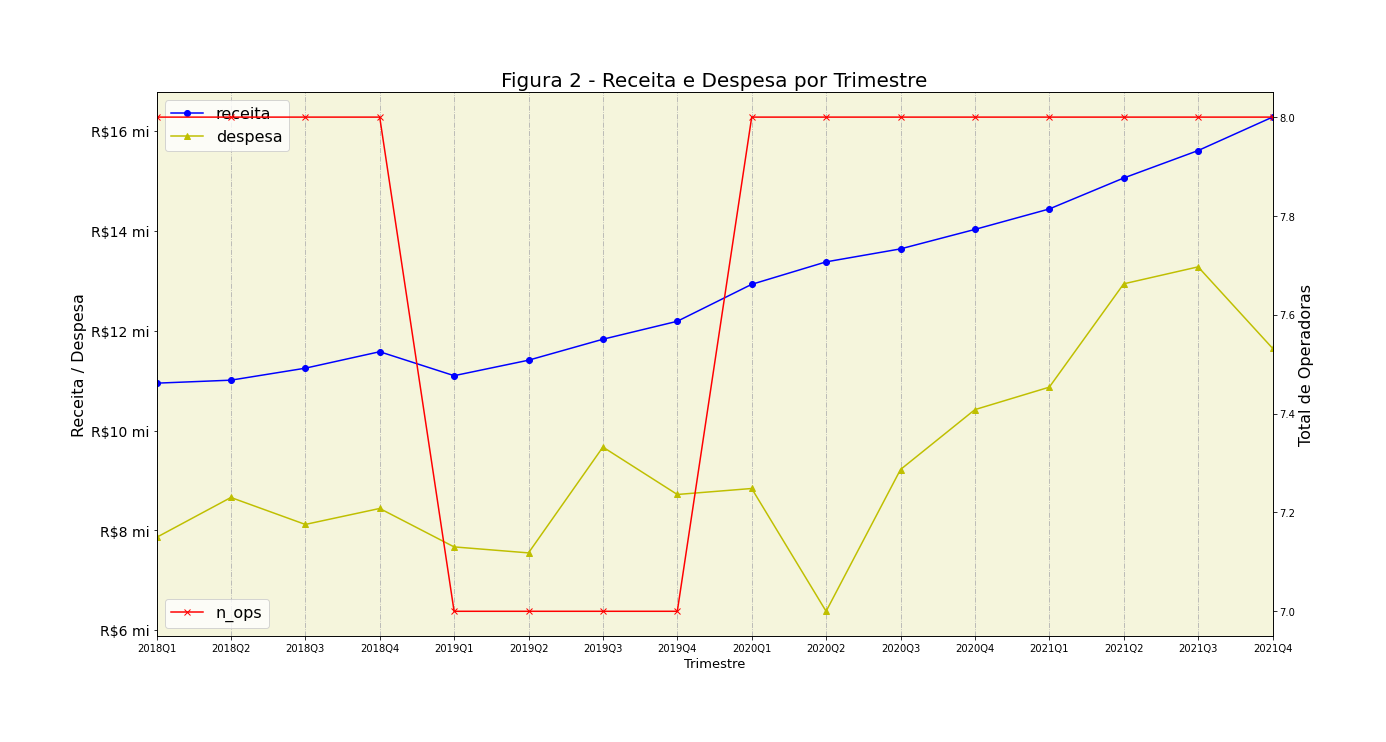 Figura 2 - Receita e Despesa por Trimestre
receita
despesa
n_ops
Receita / Despesa
R$16 mi
R$14 mi
R$12 mi
R$10 mi
R$8 mi
R$6 mi
8.0
7.8
7.6
7.4
7.2
7.0
Total de Operadoras
2018Q1 2018Q2 2018Q3 2018Q4 2019Q1 2019Q2 2019Q3 2019Q4 2020Q1 2020Q2 2020Q3 2020Q4 2021Q1 2021Q2 2021Q3 2021Q4
Trimestre